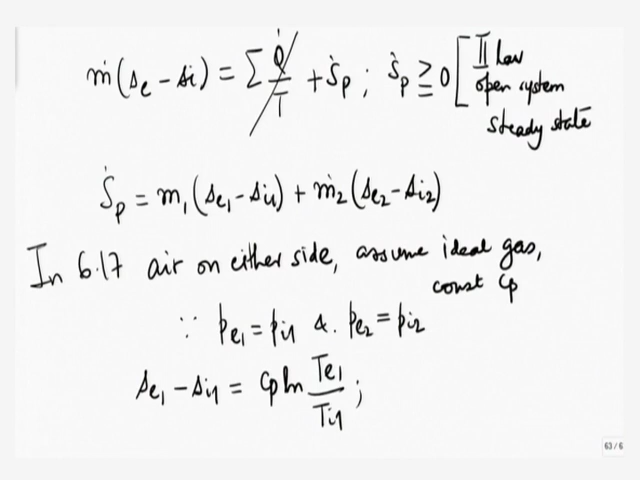 ṁ(se − si) = Σ Q̇/T + Ṡp ; Ṡp ≥ 0 [ II law
open system
steady state
Ṡp = ṁ1(se1 − si1) + ṁ2(se2 − si2)
In 6.17 air on either side, assume ideal gas,
const cp
∵ pe1 = pi1 & pe2 = pi2
se1 − si1 = cp ln Te1/Ti1 ;
63/6